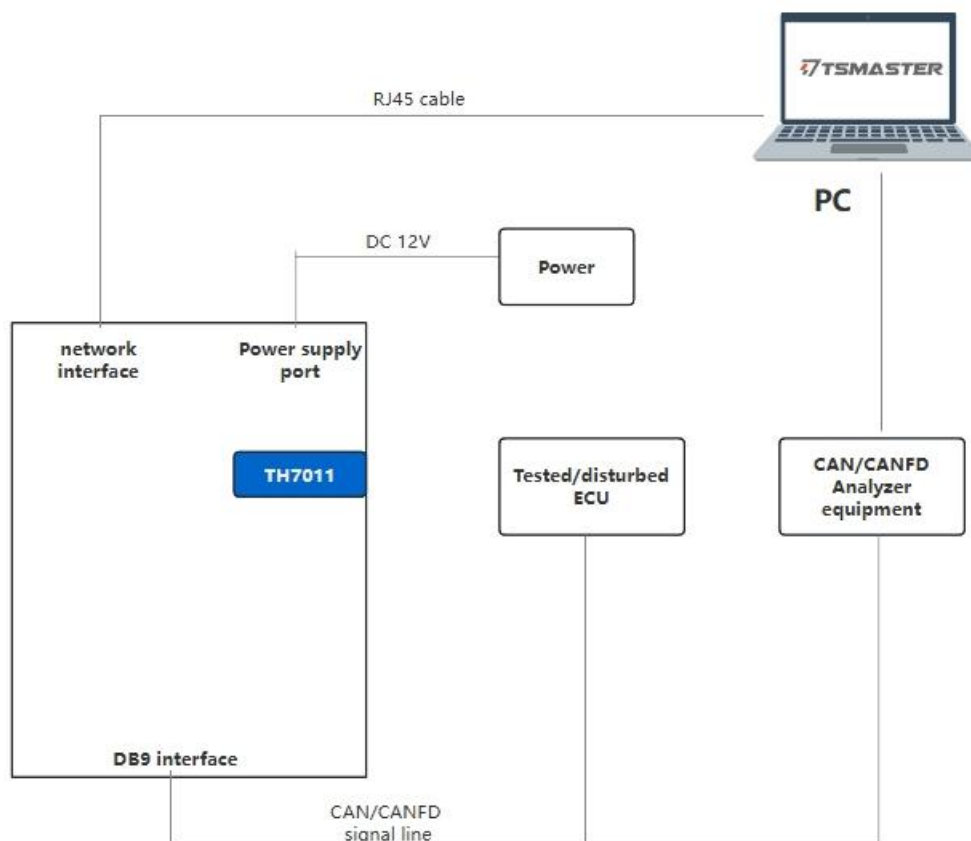 TSMASTER
RJ45 cable
PC
DC 12V
Power
network
interface
Power supply
port
TH7011
Tested/disturbed
ECU
CAN/CANFD
Analyzer
equipment
DB9 interface
CAN/CANFD
signal line